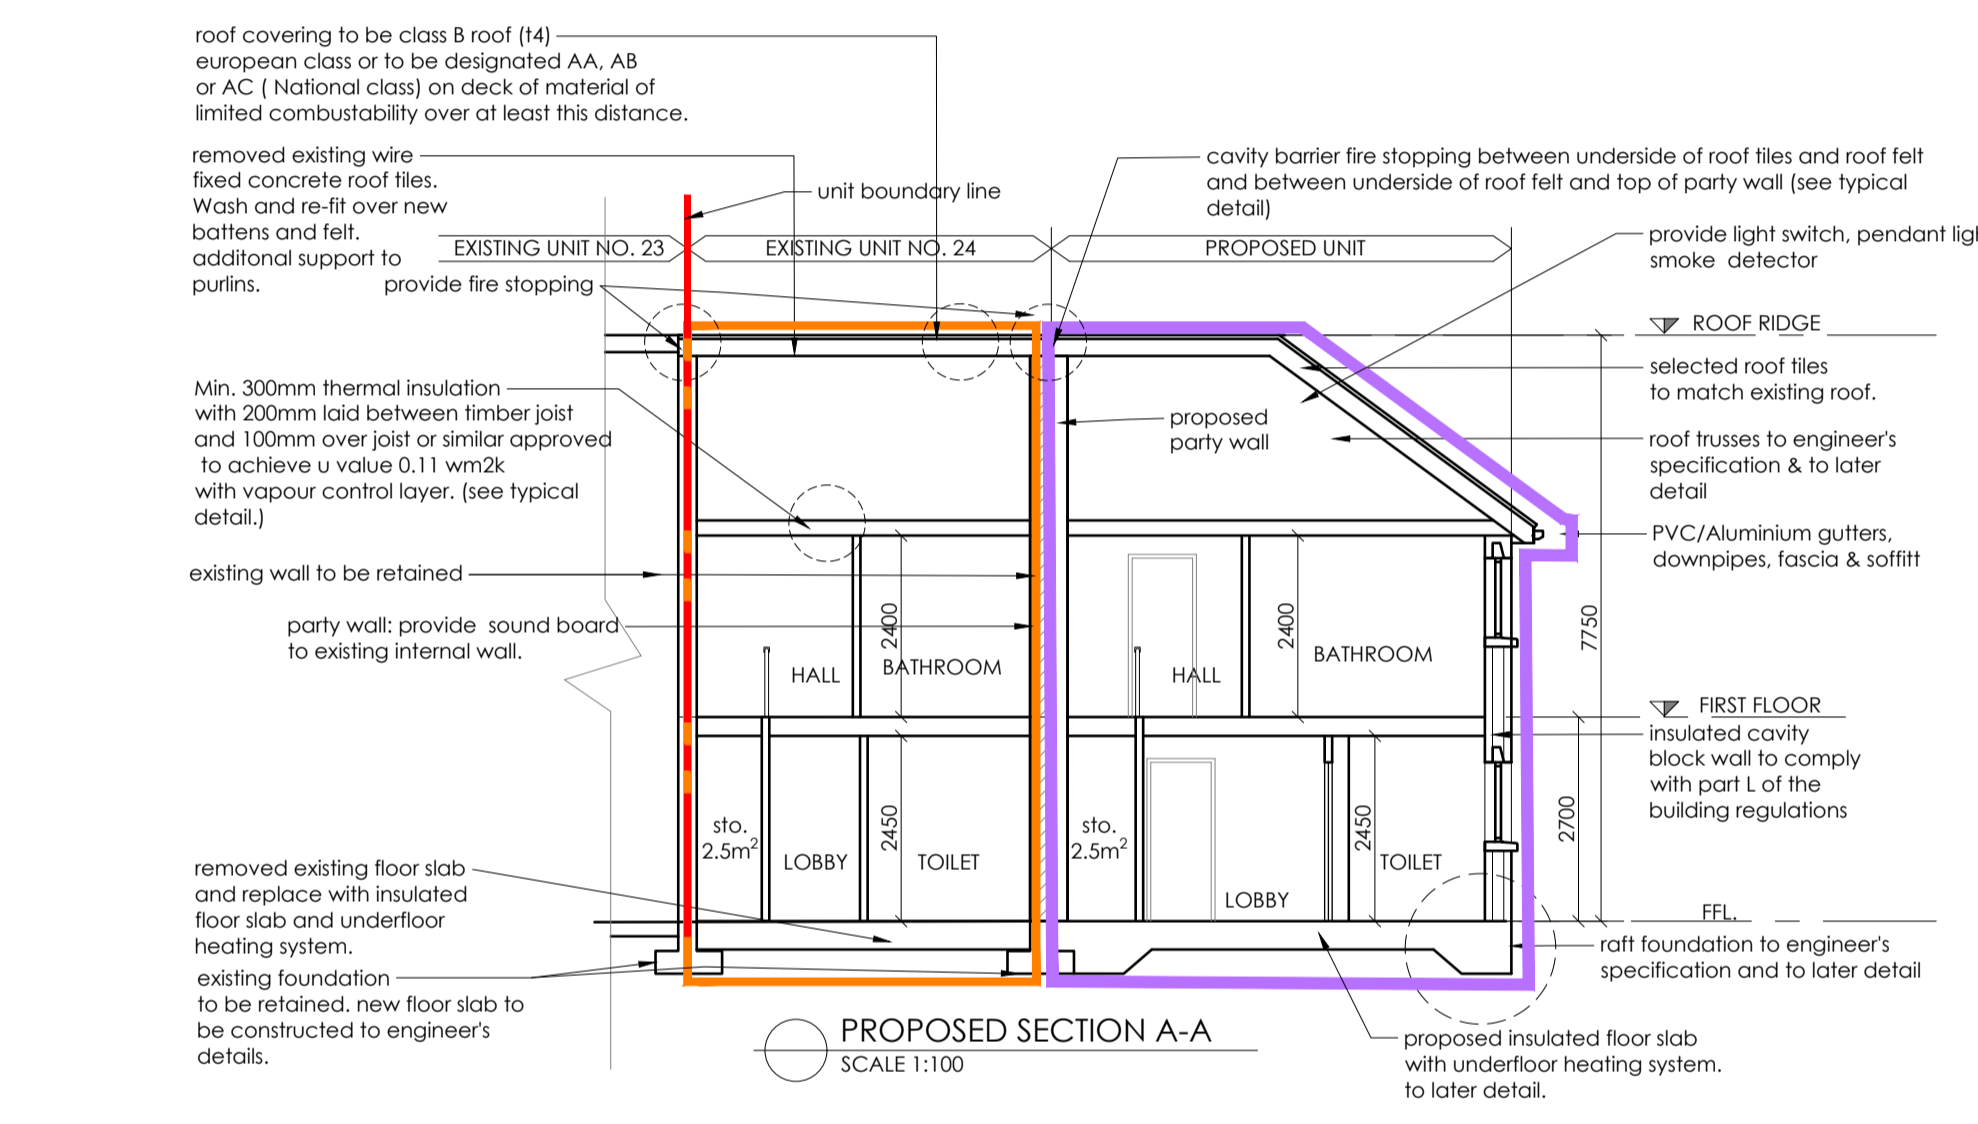 roof covering to be class B roof (t4)
european class or to be designated AA, AB
or AC ( National class) on deck of material of
limited combustability over at least this distance.
removed existing wire
fixed concrete roof tiles.
Wash and re-fit over new
battens and felt.
additonal support to
purlins.
provide fire stopping
unit boundary line
cavity barrier fire stopping between underside of roof tiles and roof felt
and between underside of roof felt and top of party wall (see typical
detail)
provide light switch, pendant lig
smoke detector
EXISTING UNIT NO. 23
EXISTING UNIT NO. 24
PROPOSED UNIT
ROOF RIDGE
selected roof tiles
to match existing roof.
Min. 300mm thermal insulation
with 200mm laid between timber joist
and 100mm over joist or similar approved
to achieve u value 0.11 wm2k
with vapour control layer. (see typical
detail.)
proposed
party wall
roof trusses to engineer's
specification & to later
detail
PVC/Aluminium gutters,
downpipes, fascia & soffitt
existing wall to be retained
party wall: provide sound board
to existing internal wall.
2400
HALL
BATHROOM
2400
HALL
BATHROOM
7750
FIRST FLOOR
insulated cavity
block wall to comply
with part L of the
building regulations
2700
sto.
2.5m²
LOBBY
2450
TOILET
sto.
2.5m²
LOBBY
2450
TOILET
FFL.
removed existing floor slab
and replace with insulated
floor slab and underfloor
heating system.
existing foundation
to be retained. new floor slab to
be constructed to engineer's
details.
raft foundation to engineer's
specification and to later detail
proposed insulated floor slab
with underfloor heating system.
to later detail.
PROPOSED SECTION A-A
SCALE 1:100